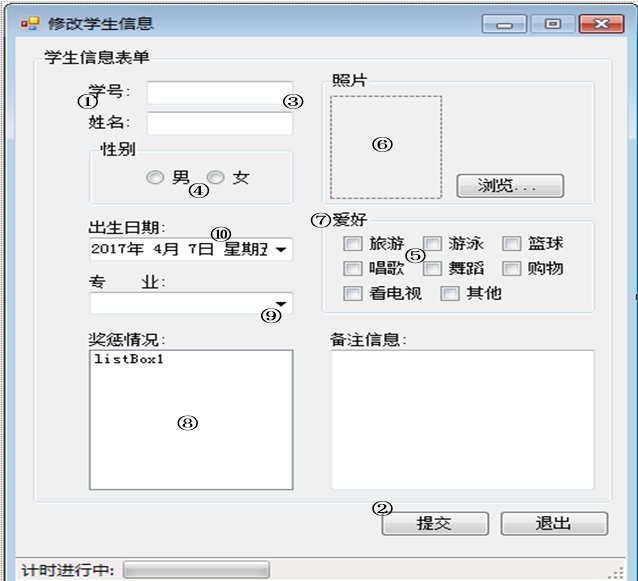 修改学生信息
学生信息表单
①学号: ③
姓名:
性别
男 ④ 女
照片
⑥
浏览...
出生日期: ⑩
2017年 4月 7日 星期五
⑦爱好
旅游 游泳 篮球
⑤
唱歌 舞蹈 购物
看电视 其他
专 业:
⑨
奖惩情况:
listBox1
⑧
备注信息:
②提交 退出
计时进行中: